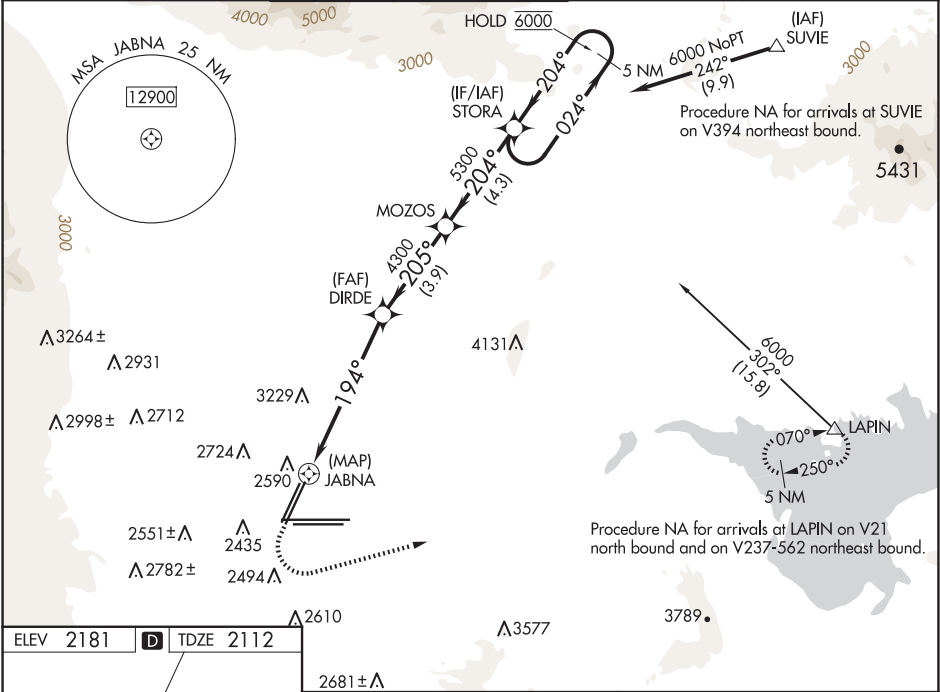 4000
5000
3000
HOLD 6000
5 NM
204°
024°
(IAF)
SUVIE
6000 NoPT
242°
(9.9)
3000
Procedure NA for arrivals at SUVIE
on V394 northeast bound.
5431
MSA JABNA 25 NM
12900
3000
(IF/IAF)
STORA
5300
204°
(4.3)
MOZOS
4300
205°
(3.9)
(FAF)
DIRDE
194°
3264±
2931
2998±
2712
3229
2724
2590
(MAP)
JABNA
4131
6000
302°
(15.8)
LAPIN
070°
250°
5 NM
Procedure NA for arrivals at LAPIN on V21
north bound and on V237-562 northeast bound.
2551±
2435
2782±
2494
2610
3577
3789
2681±
ELEV 2181 D TDZE 2112